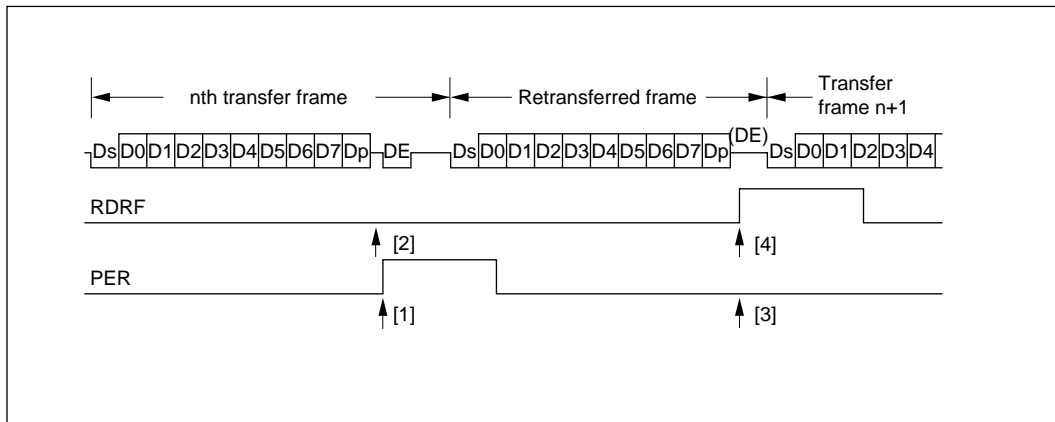 nth transfer frame Retransferred frame Transfer
frame n+1
(DE)
Ds D0 D1 D2 D3 D4 D5 D6 D7 Dp DE Ds D0 D1 D2 D3 D4 D5 D6 D7 Dp Ds D0 D1 D2 D3 D4
RDRF
[2] [4]
PER
[1] [3]